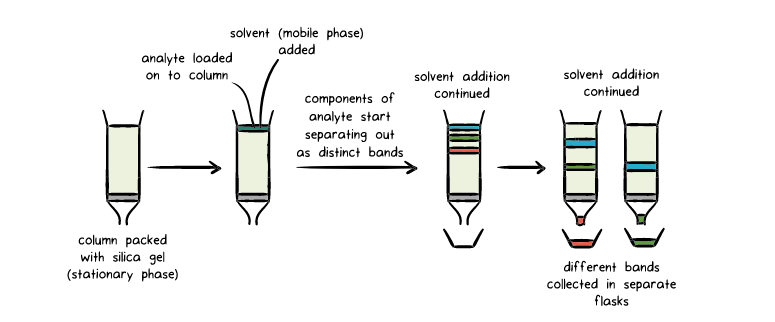 solvent (mobile phase)
added
analyte loaded
on to column
components of
analyte start
separating out
as distinct bands
solvent addition
continued
solvent addition
continued
column packed
with silica gel
(stationary phase)
different bands
collected in separate
flasks